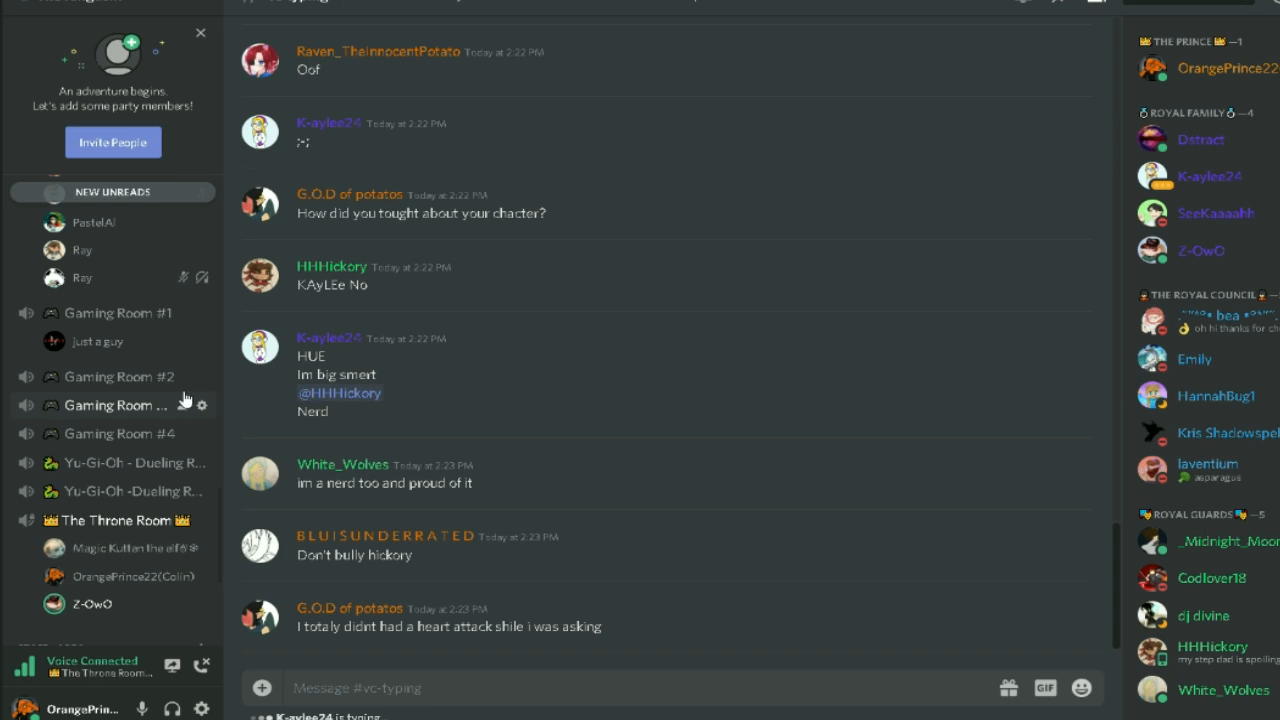 An adventure begins.
Let's add some party members!
Invite People
NEW UNREADS
PastelAl
Ray
Ray
Gaming Room #1
just a guy
Gaming Room #2
Gaming Room ...
Gaming Room #4
Yu-Gi-Oh - Dueling R...
Yu-Gi-Oh -Dueling R...
The Throne Room
Magic Kutten the elf
OrangePrince22(Colin)
Z-OwO
Voice Connected
The Throne Room...
OrangePrin...
Raven_TheInnocentPotato Today at 2:22 PM
Oof
K-aylee24 Today at 2:22 PM
;-;
G.O.D of potatos Today at 2:22 PM
How did you tought about your chacter?
HHHickory Today at 2:22 PM
KAyLEe No
K-aylee24 Today at 2:22 PM
HUE
Im big smert
@HHHickory
Nerd
White_Wolves Today at 2:23 PM
im a nerd too and proud of it
B L U I S U N D E R R A T E D Today at 2:23 PM
Don't bully hickory
G.O.D of potatos Today at 2:23 PM
I totaly didnt had a heart attack shile i was asking
Message #vc-typing
GIF
K-aylee24 is typing...
THE PRINCE —1
OrangePrince22
ROYAL FAMILY —4
Dstract
K-aylee24
SeeKaaaahh
Z-OwO
THE ROYAL COUNCIL
bea
oh hi thanks for
Emily
HannahBug1
Kris Shadowspel
laventium
asparagus
ROYAL GUARDS —5
_Midnight_Moon
Codlover18
dj divine
HHHickory
my step dad is spoiling
White_Wolves